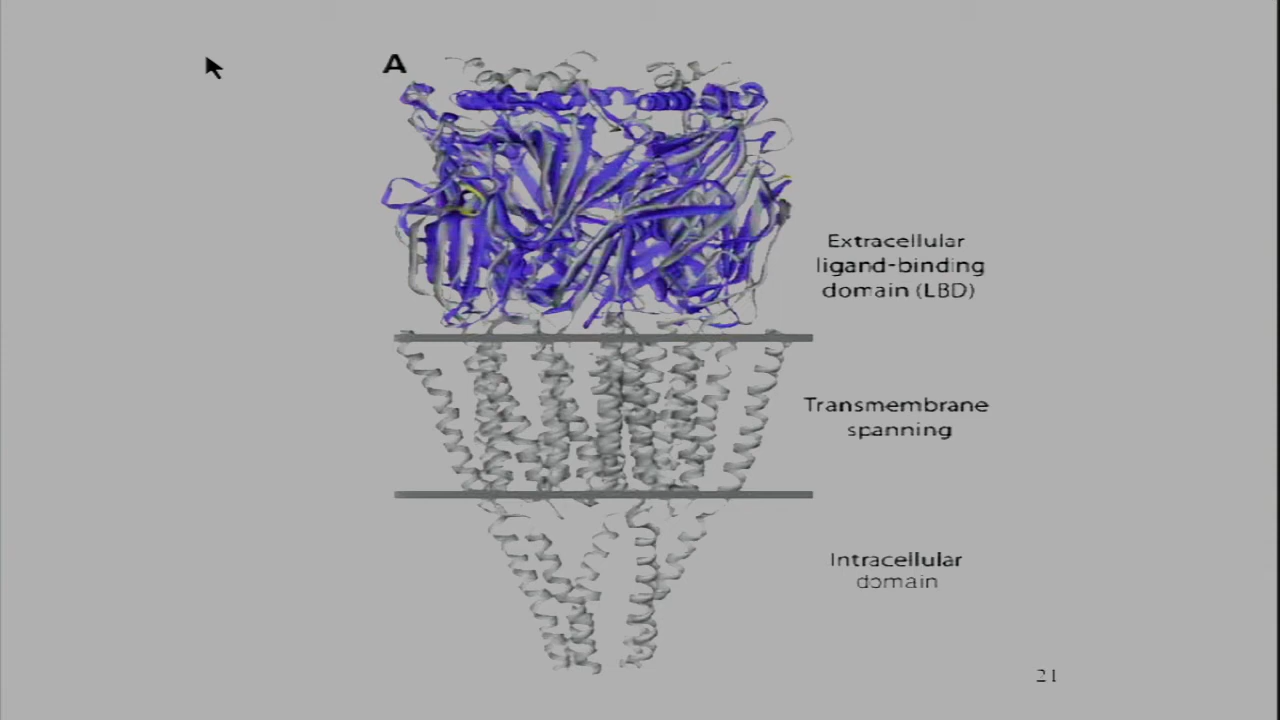 A
Extracellular
ligand-binding
domain (LBD)
Transmembrane
spanning
Intracellular
domain
21